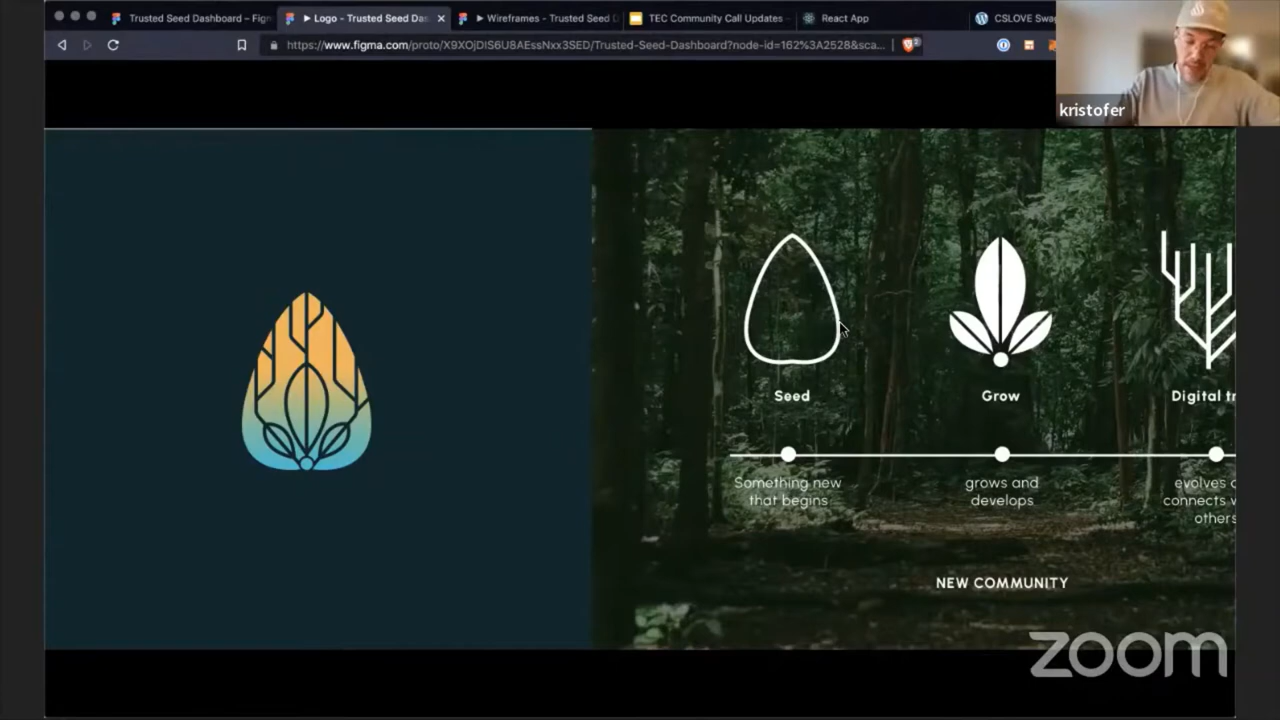 Trusted Seed Dashboard – Figm
▶ Logo - Trusted Seed Das
▶ Wireframes - Trusted Seed D
TEC Community Call Updates -
React App
CSLOVE Swag
https://www.figma.com/proto/X9XOjDIS6U8AEssNxx3SED/Trusted-Seed-Dashboard?node-id=162%3A2528&sca...
kristofer
Seed
Grow
Digital tr
Something new
that begins
grows and
develops
evolves a
connects w
others
NEW COMMUNITY
zoom